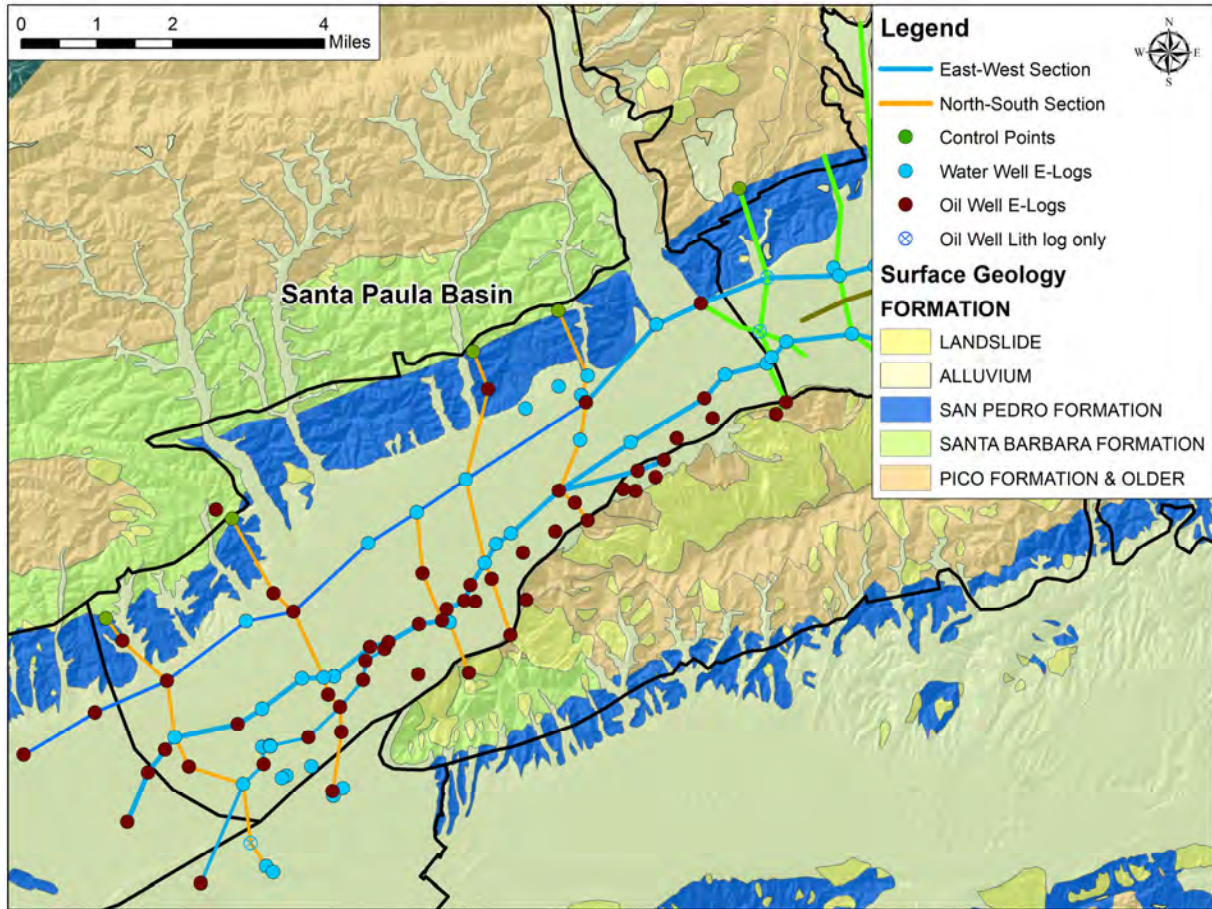 0 1 2 4
Miles
Santa Paula Basin
Legend
N
W E
S
East-West Section
North-South Section
Control Points
Water Well E-Logs
Oil Well E-Logs
Oil Well Lith log only
Surface Geology
FORMATION
LANDSLIDE
ALLUVIUM
SAN PEDRO FORMATION
SANTA BARBARA FORMATION
PICO FORMATION & OLDER